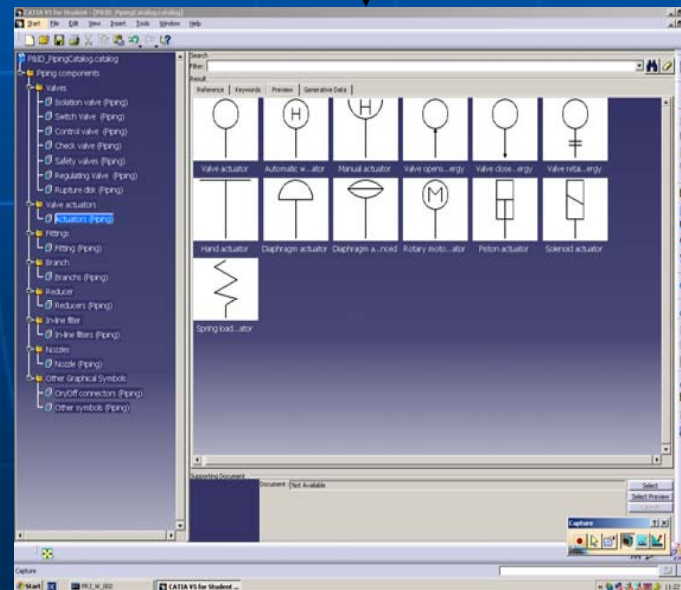 CATIA V5 for Student - [P&ID_PipingCatalog.catalog]
Start File Edit View Insert Tools Window Help
P&ID_PipingCatalog.catalog
Piping components
Valves
Isolation valve (Piping)
Switch Valve (Piping)
Control valve (Piping)
Check valve (Piping)
Safety valves (Piping)
Regulating Valve (Piping)
Rupture disk (Piping)
Valve actuators
Actuators (Piping)
Fittings
Fitting (Piping)
Branch
Branchs (Piping)
Reducer
Reducers (Piping)
In-line filter
In-line filters (Piping)
Nozzles
Nozzle (Piping)
Other Graphical Symbols
On/Off connectors (Piping)
Other symbols (Piping)
Search
Filter:
Result
Reference Keywords Preview Generative Data
H H
Valve actuator Automatic w...ator Manual actuator Valve opens...ergy Valve close...ergy Valve retai...ergy
M
Hand actuator Diaphragm actuator Diaphragm a...nced Rotary moto...ator Piston actuator Solenoid actuator
Spring load...ator
Supporting Document
Document: Not Available
Select
Select Preview
Capture
Capture
Start PRJ_W_002 CATIA V5 for Student ... 11:02